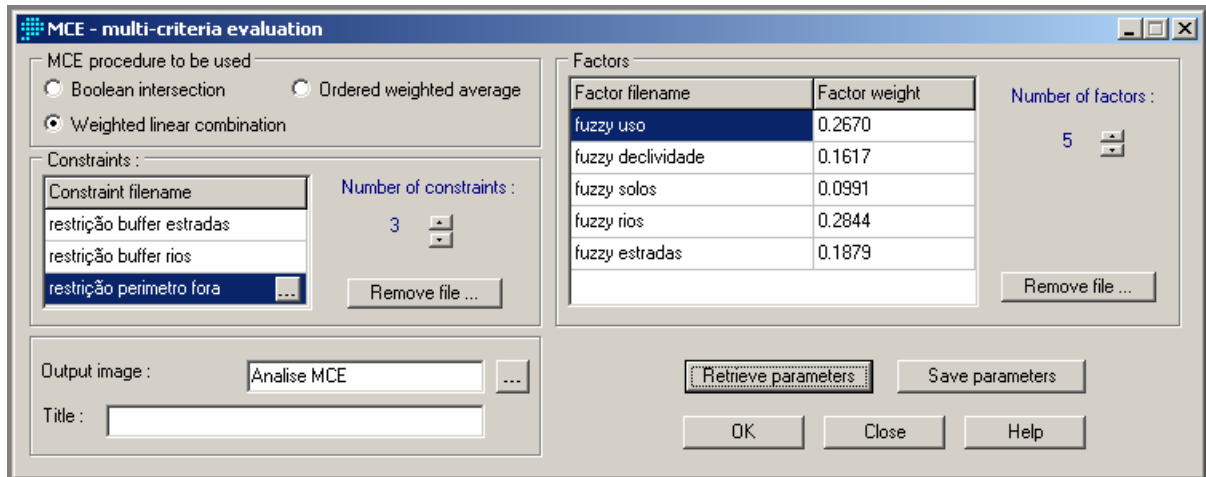 MCE - multi-criteria evaluation
MCE procedure to be used
Boolean intersection
Ordered weighted average
Weighted linear combination
Constraints :
Constraint filename
restrição buffer estradas
restrição buffer rios
restrição perimetro fora
...
Number of constraints :
3
Remove file ...
Factors
Factor filename Factor weight
fuzzy uso 0.2670
fuzzy declividade 0.1617
fuzzy solos 0.0991
fuzzy rios 0.2844
fuzzy estradas 0.1879
Number of factors :
5
Remove file ...
Output image : Analise MCE ...
Title :
Retrieve parameters
Save parameters
OK
Close
Help